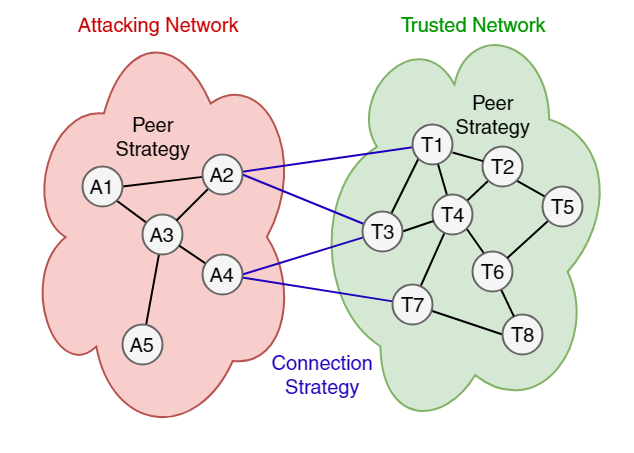 Attacking Network
Trusted Network
Peer
Strategy
Peer
Strategy
A1
A2
A3
A4
A5
T1
T2
T3
T4
T5
T6
T7
T8
Connection
Strategy